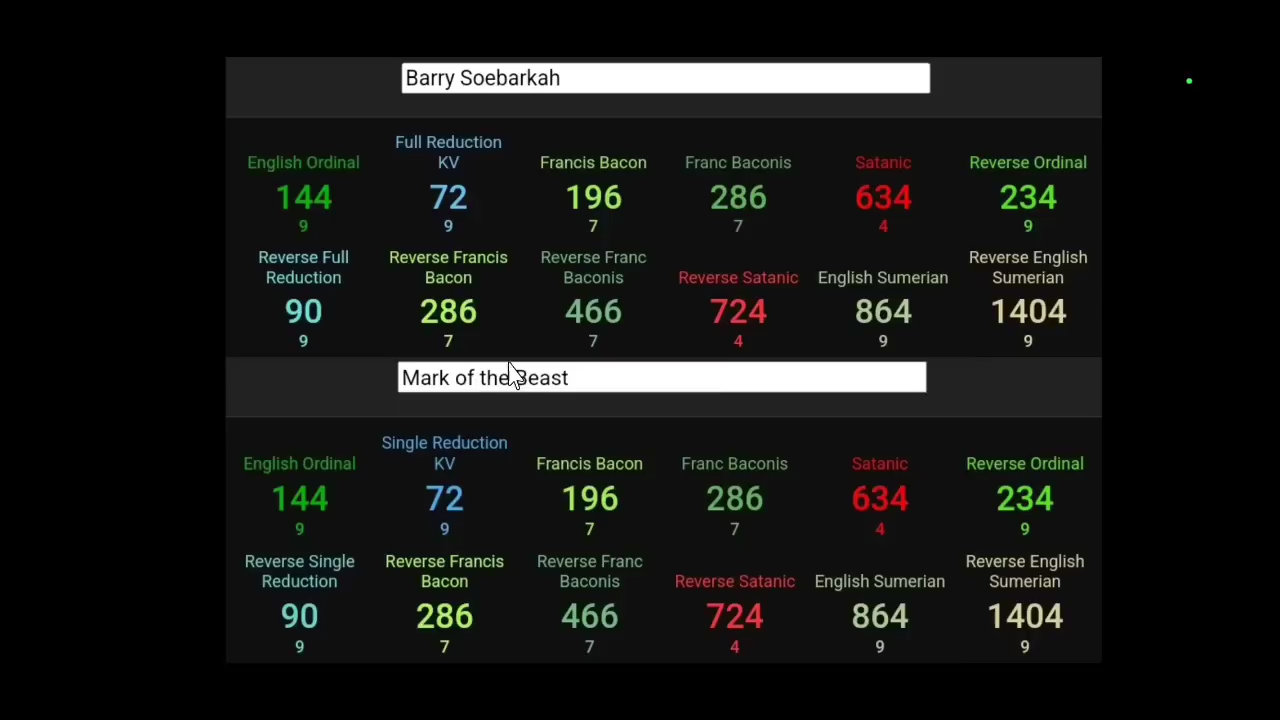 Barry Soebarkah
Full Reduction
English Ordinal KV Francis Bacon Franc Baconis Satanic Reverse Ordinal
144 72 196 286 634 234
9 9 7 7 4 9
Reverse Full Reverse Francis Reverse Franc Reverse English
Reduction Bacon Baconis Reverse Satanic English Sumerian Sumerian
90 286 466 724 864 1404
9 7 7 4 9 9
Mark of the Beast
Single Reduction
English Ordinal KV Francis Bacon Franc Baconis Satanic Reverse Ordinal
144 72 196 286 634 234
9 9 7 7 4 9
Reverse Single Reverse Francis Reverse Franc Reverse English
Reduction Bacon Baconis Reverse Satanic English Sumerian Sumerian
90 286 466 724 864 1404
9 7 7 4 9 9